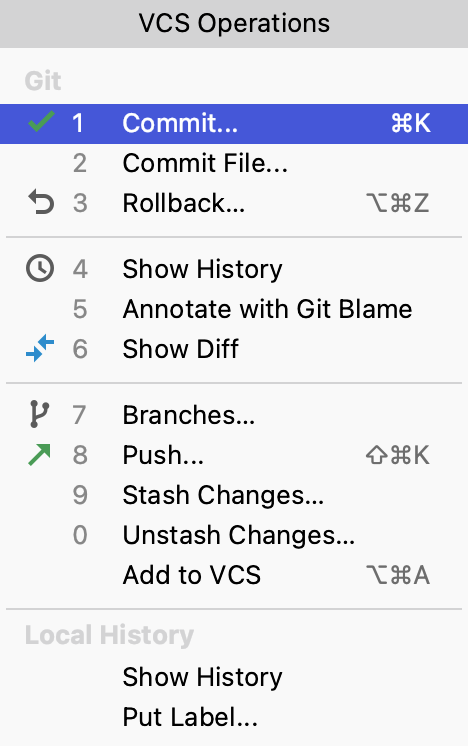 VCS Operations
Git
1 Commit... ⌘K
2 Commit File...
3 Rollback... ⌥⌘Z
4 Show History
5 Annotate with Git Blame
6 Show Diff
7 Branches...
8 Push... ⇧⌘K
9 Stash Changes...
0 Unstash Changes...
Add to VCS ⌥⌘A
Local History
Show History
Put Label...